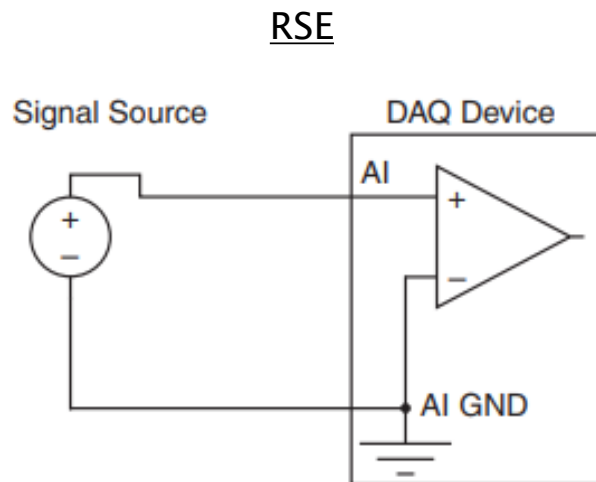 RSE
Signal Source
DAQ Device
AI
+
–
+
–
AI GND